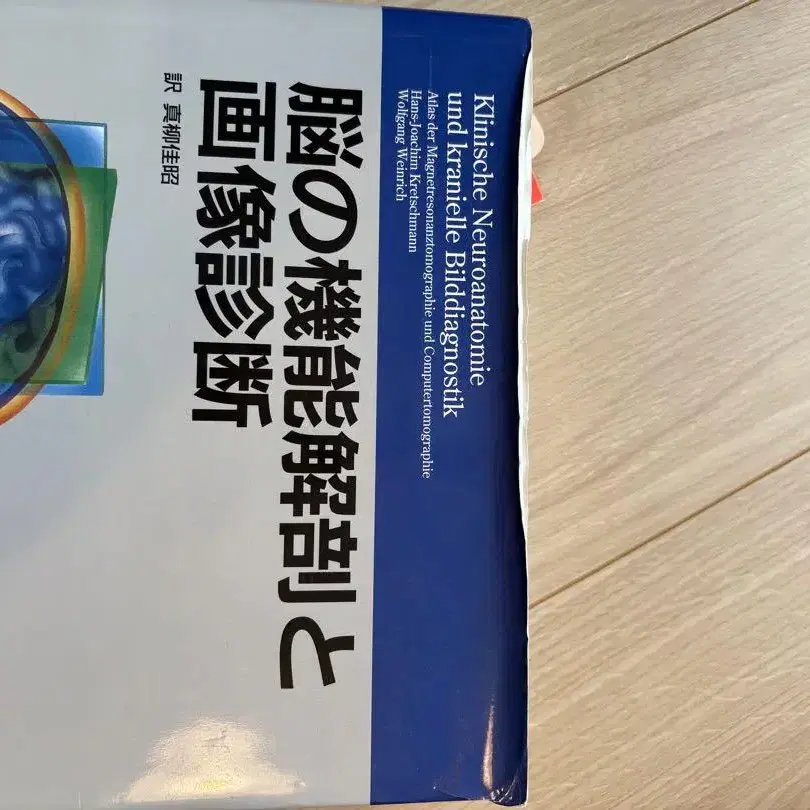 Klinische Neuroanatomie
und kranielle Bilddiagnostik
Atlas der Magnetresonanztomographie und Computertomographie
Hans-Joachim Kretschmann
Wolfgang Weinrich
脳の機能解剖と
画像診断
訳 真柳佳昭